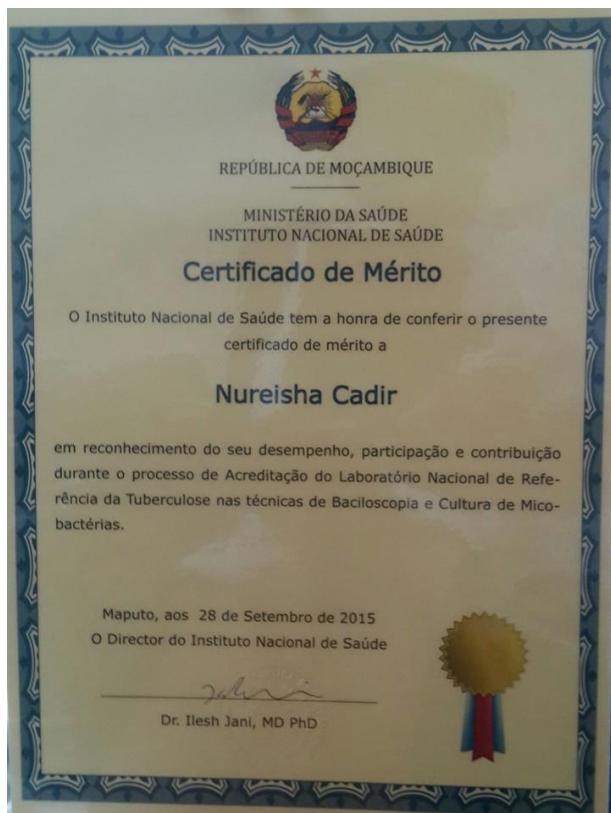 REPÚBLICA DE MOÇAMBIQUE
MINISTÉRIO DA SAÚDE
INSTITUTO NACIONAL DE SAÚDE
Certificado de Mérito
O Instituto Nacional de Saúde tem a honra de conferir o presente
certificado de mérito a
Nureisha Cadir
em reconhecimento do seu desempenho, participação e contribuição
durante o processo de Acreditação do Laboratório Nacional de Refe-
rência da Tuberculose nas técnicas de Baciloscopia e Cultura de Mico-
bactérias.
Maputo, aos 28 de Setembro de 2015
O Director do Instituto Nacional de Saúde
Dr. Ilesh Jani, MD PhD